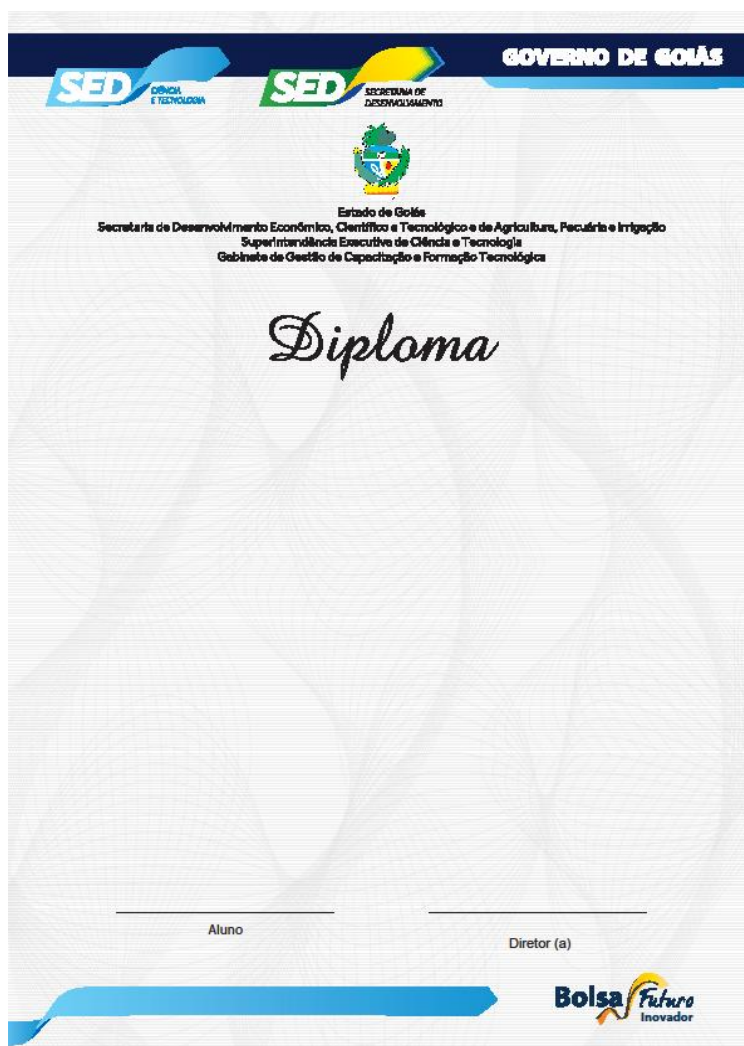 GOVERNO DE GOIÁS
SED CIÊNCIA
E TECNOLOGIA
SED SECRETARIA DE
DESENVOLVIMENTO
Estado de Goiás
Secretaria de Desenvolvimento Econômico, Científico e Tecnológico e de Agricultura, Pecuária e Irrigação
Superintendência Executiva de Ciência e Tecnologia
Gabinete de Gestão de Capacitação e Formação Tecnológica
Diploma
Aluno
Diretor (a)
Bolsa Futuro
Inovador